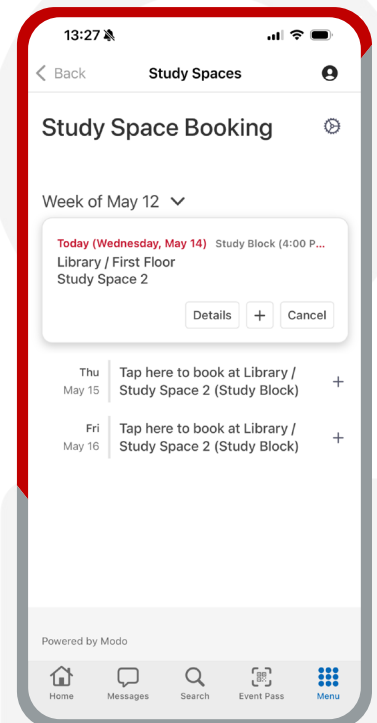 13:27
Back Study Spaces
Study Space Booking
Week of May 12
Today (Wednesday, May 14) Study Block (4:00 P...
Library / First Floor
Study Space 2
Details + Cancel
Thu Tap here to book at Library /
May 15 Study Space 2 (Study Block) +
Fri Tap here to book at Library /
May 16 Study Space 2 (Study Block) +
Powered by Modo
Home Messages Search Event Pass Menu